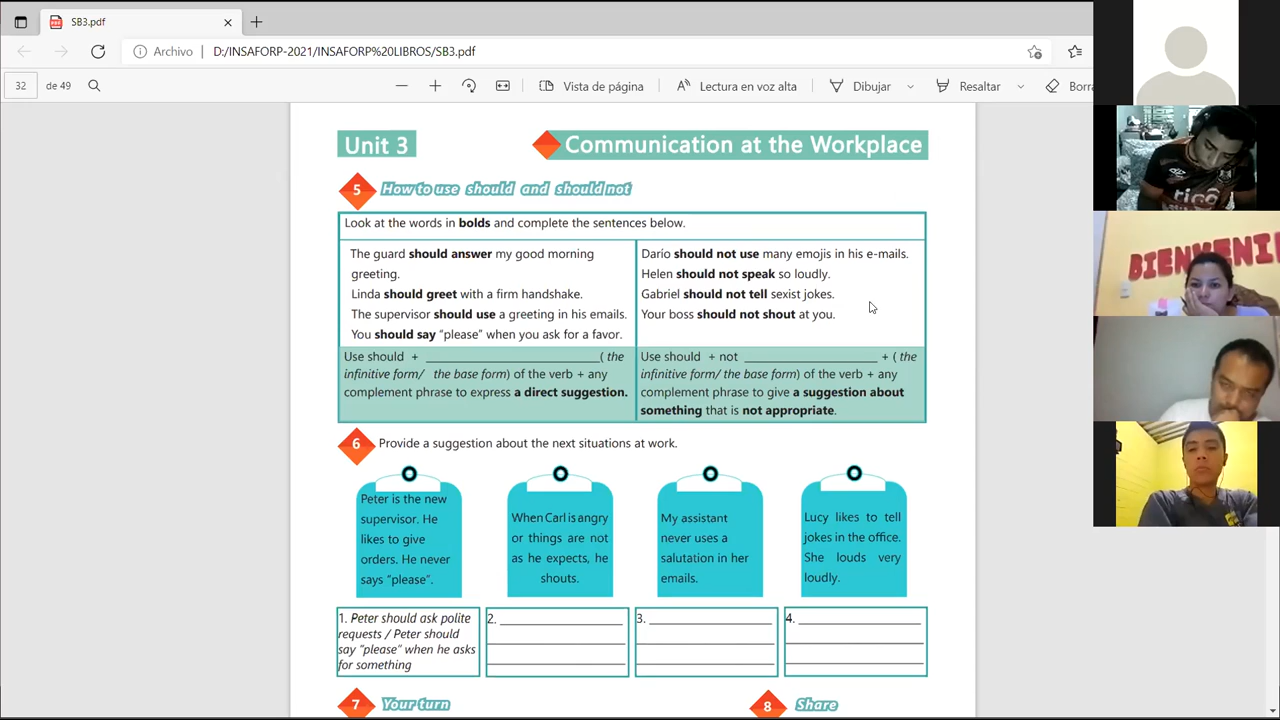 SB3.pdf
Archivo D:/INSAFORP-2021/INSAFORP%20LIBROS/SB3.pdf
32 de 49
Vista de página
Lectura en voz alta
Dibujar
Resaltar
Borra
Unit 3
Communication at the Workplace
5 How to use should and should not
Look at the words in bolds and complete the sentences below.
The guard should answer my good morning
greeting.
Linda should greet with a firm handshake.
The supervisor should use a greeting in his emails.
You should say “please” when you ask for a favor.
Darío should not use many emojis in his e-mails.
Helen should not speak so loudly.
Gabriel should not tell sexist jokes.
Your boss should not shout at you.
Use should + ___________________________( the
infinitive form/ the base form) of the verb + any
complement phrase to express a direct suggestion.
Use should + not _____________________ + ( the
infinitive form/ the base form) of the verb + any
complement phrase to give a suggestion about
something that is not appropriate.
6 Provide a suggestion about the next situations at work.
Peter is the new
supervisor. He
likes to give
orders. He never
says “please”.
When Carl is angry
or things are not
as he expects, he
shouts.
My assistant
never uses a
salutation in her
emails.
Lucy likes to tell
jokes in the office.
She louds very
loudly.
1. Peter should ask polite
requests / Peter should
say “please” when he asks
for something
2. ____________________
3. ____________________
4. ____________________
7 Your turn
8 Share
BIENVENI
rico